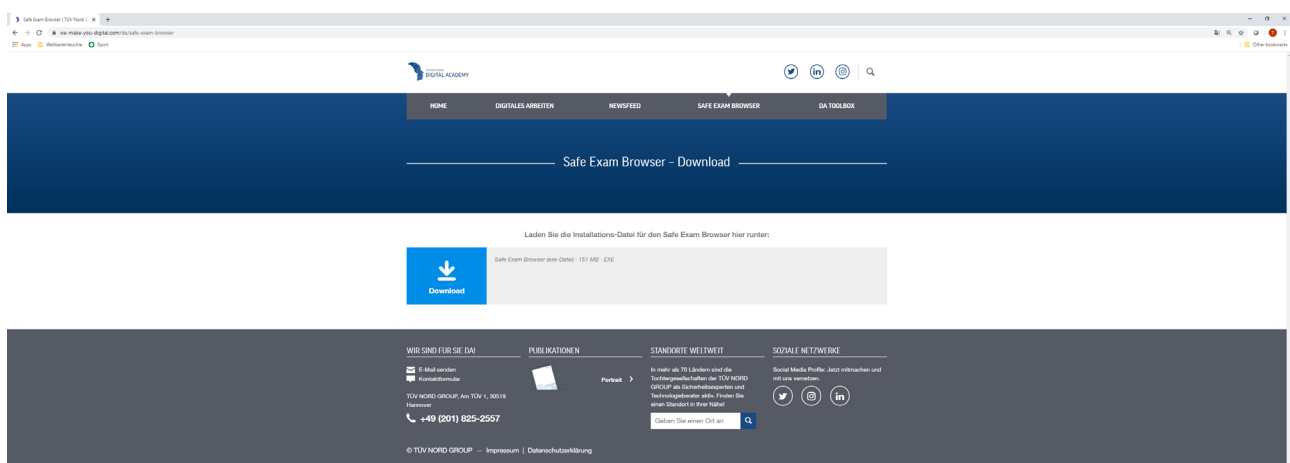 Safe Exam Browser | TÜV Nord D
we-make-you-digital.com/da/safe-exam-browser
Apps
Sport
Other bookmarks
DIGITAL ACADEMY
HOME
DIGITALES ARBEITEN
NEWSFEED
SAFE EXAM BROWSER
DA TOOLBOX
Safe Exam Browser – Download
Laden Sie die Installations-Datei für den Safe Exam Browser hier runter:
Download
Safe Exam Browser (exe-Datei) - 151 MB - EXE
WIR SIND FÜR SIE DA!
E-Mail senden
Kontaktformular
TÜV NORD GROUP, Am TÜV 1, 30519
Hannover
+49 (201) 825-2557
PUBLIKATIONEN
Portrait
STANDORTE WELTWEIT
In mehr als 70 Ländern sind die
Tochtergesellschaften der TÜV NORD
GROUP als Sicherheitsexperten und
Technologieberater aktiv. Finden Sie
einen Standort in Ihrer Nähe!
Geben Sie einen Ort an
SOZIALE NETZWERKE
Social Media Profile: Jetzt mitmachen und
mit uns vernetzen.
© TÜV NORD GROUP — Impressum | Datenschutzerklärung